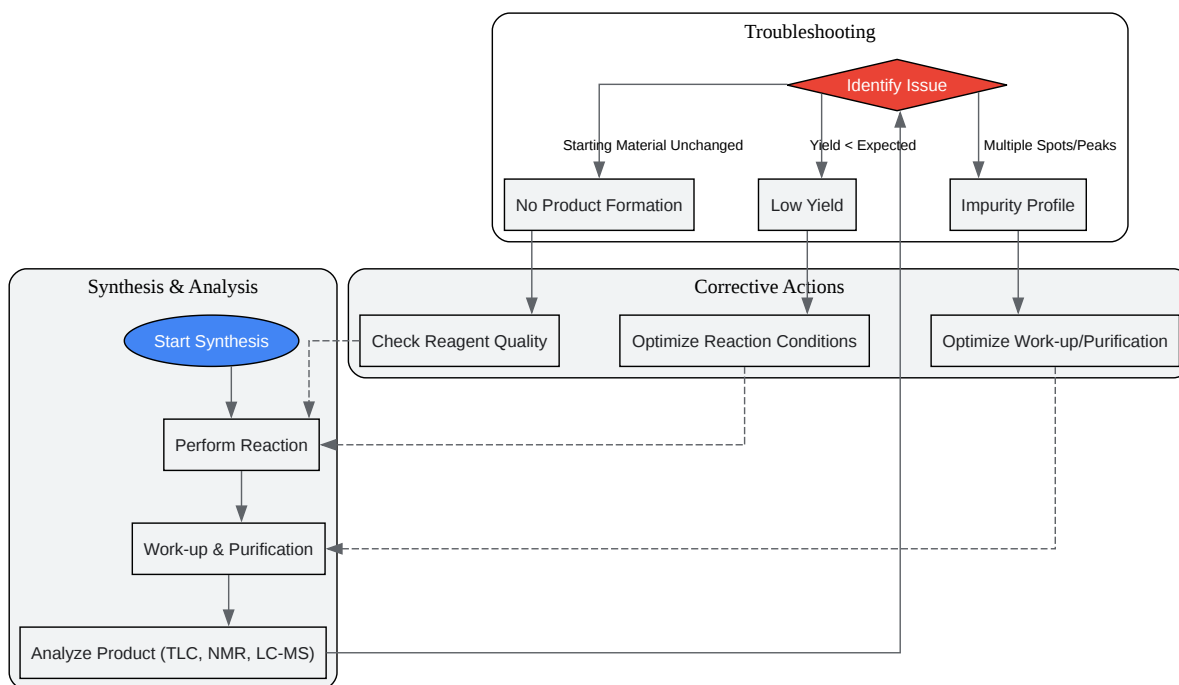 Troubleshooting
Identify Issue
Starting Material Unchanged
Yield < Expected
Multiple Spots/Peaks
No Product Formation
Low Yield
Impurity Profile
Synthesis & Analysis
Corrective Actions
Start Synthesis
Check Reagent Quality
Optimize Reaction Conditions
Optimize Work-up/Purification
Perform Reaction
Work-up & Purification
Analyze Product (TLC, NMR, LC-MS)